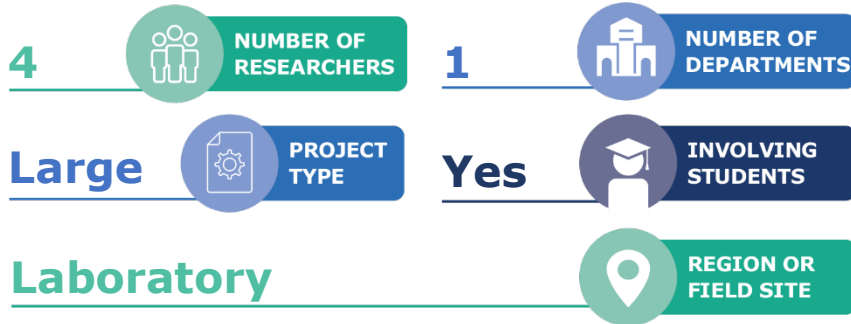 4
NUMBER OF
RESEARCHERS
1
NUMBER OF
DEPARTMENTS
Large
PROJECT
TYPE
Yes
INVOLVING
STUDENTS
Laboratory
REGION OR
FIELD SITE